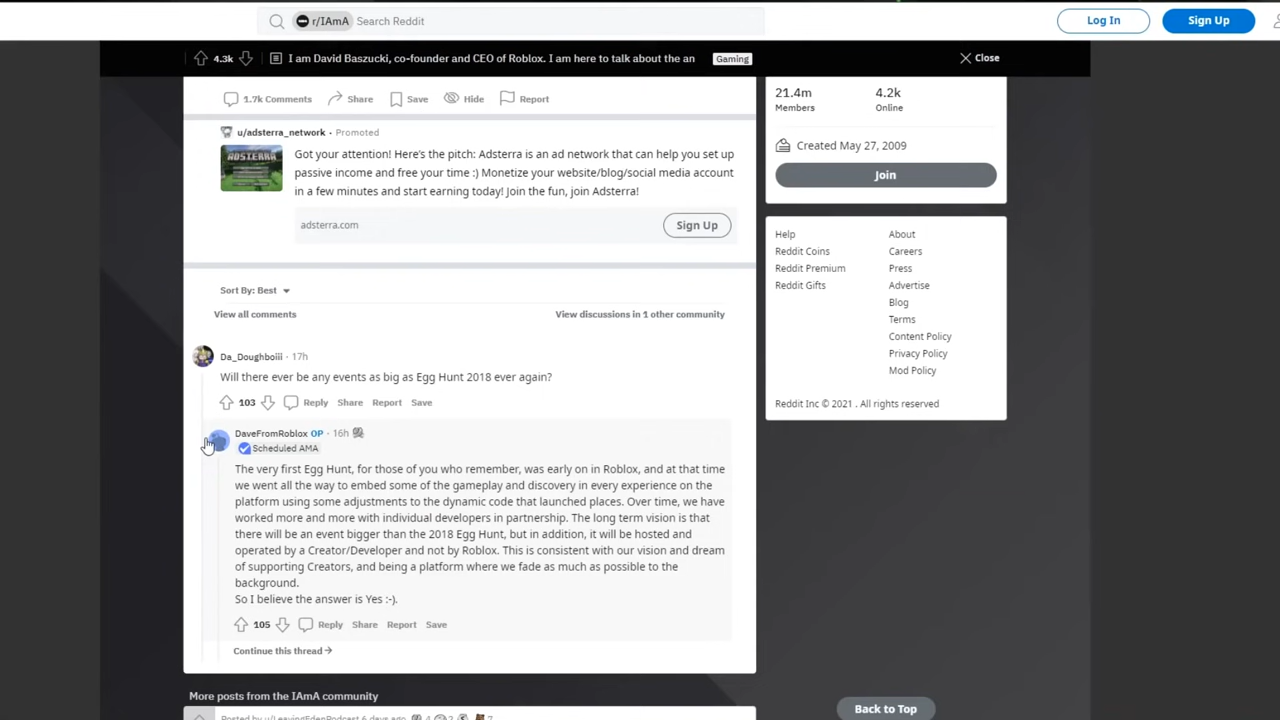 r/IAmA Search Reddit
Log In
Sign Up
4.3k
I am David Baszucki, co-founder and CEO of Roblox. I am here to talk about the an
Gaming
Close
1.7k Comments
Share
Save
Hide
Report
u/adsterra_network • Promoted
ADSTERRA
Got your attention! Here's the pitch: Adsterra is an ad network that can help you set up
passive income and free your time :) Monetize your website/blog/social media account
in a few minutes and start earning today! Join the fun, join Adsterra!
adsterra.com
Sign Up
Sort By: Best
View all comments
View discussions in 1 other community
Da_Doughboiii · 17h
Will there ever be any events as big as Egg Hunt 2018 ever again?
103
Reply
Share
Report
Save
DaveFromRoblox OP · 16h
Scheduled AMA
The very first Egg Hunt, for those of you who remember, was early on in Roblox, and at that time
we went all the way to embed some of the gameplay and discovery in every experience on the
platform using some adjustments to the dynamic code that launched places. Over time, we have
worked more and more with individual developers in partnership. The long term vision is that
there will be an event bigger than the 2018 Egg Hunt, but in addition, it will be hosted and
operated by a Creator/Developer and not by Roblox. This is consistent with our vision and dream
of supporting Creators, and being a platform where we fade as much as possible to the
background.
So I believe the answer is Yes :-).
105
Reply
Share
Report
Save
Continue this thread
More posts from the IAmA community
Posted by u/LeavingEdenPodcast 6 days ago
4
2
7
21.4m
Members
4.2k
Online
Created May 27, 2009
Join
Help
Reddit Coins
Reddit Premium
Reddit Gifts
About
Careers
Press
Advertise
Blog
Terms
Content Policy
Privacy Policy
Mod Policy
Reddit Inc © 2021 . All rights reserved
Back to Top